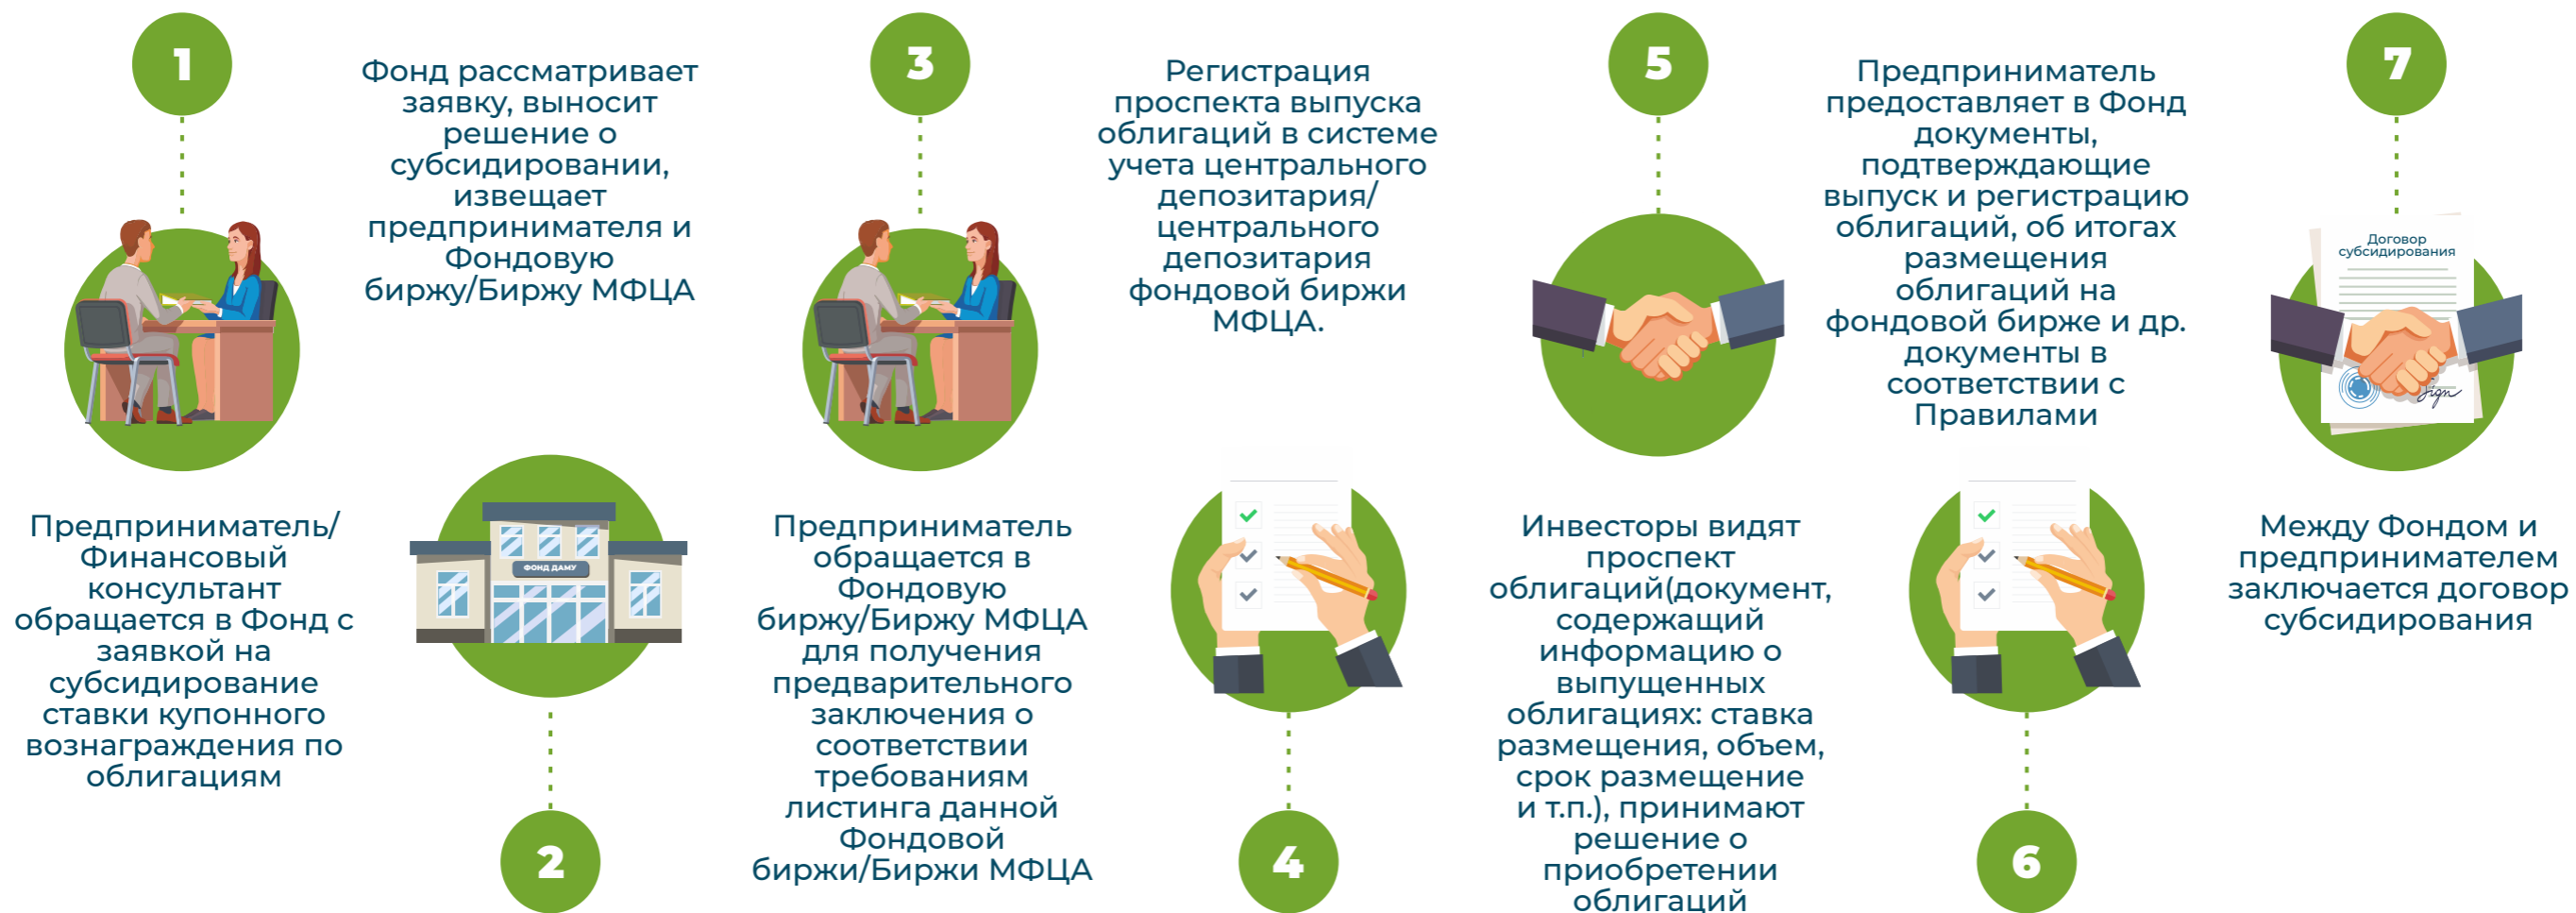 1
Предприниматель/
Финансовый
консультант
обращается в Фонд с
заявкой на
субсидирование
ставки купонного
вознаграждения по
облигациям
Фонд рассматривает
заявку, выносит
решение о
субсидировании,
извещает
предпринимателя и
Фондовую
биржу/Биржу МФЦА
ФОНД ДАМУ
2
3
Предприниматель
обращается в
Фондовую
биржу/Биржу МФЦА
для получения
предварительного
заключения о
соответствии
требованиям
листинга данной
Фондовой
биржи/Биржи МФЦА
Регистрация
проспекта выпуска
облигаций в системе
учета центрального
депозитария/
центрального
депозитария
фондовой биржи
МФЦА.
4
5
Инвесторы видят
проспект
облигаций(документ,
содержащий
информацию о
выпущенных
облигациях: ставка
размещения, объем,
срок размещение
и т.п.), принимают
решение о
приобретении
облигаций
Предприниматель
предоставляет в Фонд
документы,
подтверждающие
выпуск и регистрацию
облигаций, об итогах
размещения
облигаций на
фондовой бирже и др.
документы в
соответствии с
Правилами
6
7
Договор
субсидирования
Sign
Между Фондом и
предпринимателем
заключается договор
субсидирования